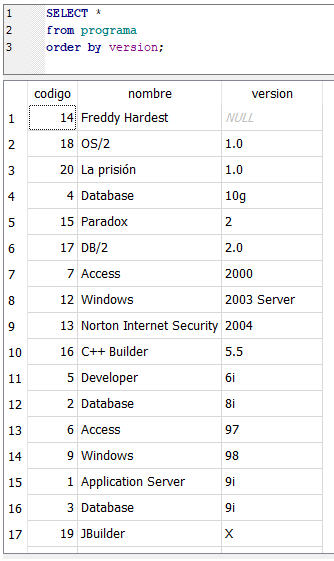 1 SELECT *
2 from programa
3 order by version;
codigo nombre version
1 14 Freddy Hardest NULL
2 18 OS/2 1.0
3 20 La prisión 1.0
4 4 Database 10g
5 15 Paradox 2
6 17 DB/2 2.0
7 7 Access 2000
8 12 Windows 2003 Server
9 13 Norton Internet Security 2004
10 16 C++ Builder 5.5
11 5 Developer 6i
12 2 Database 8i
13 6 Access 97
14 9 Windows 98
15 1 Application Server 9i
16 3 Database 9i
17 19 JBuilder X